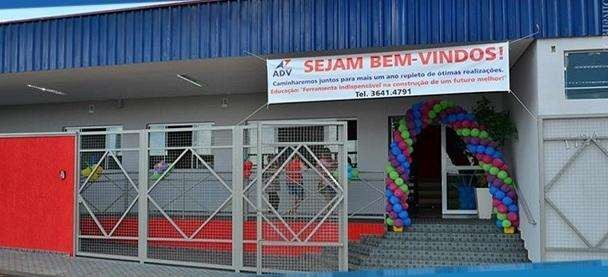 ADV
SEJAM BEM-VINDOS!
Caminharemos juntos para mais um ano repleto de ótimas realizações.
Educação: "Ferramenta indispensável na construção de um futuro melhor!"
Tel. 3641.4791